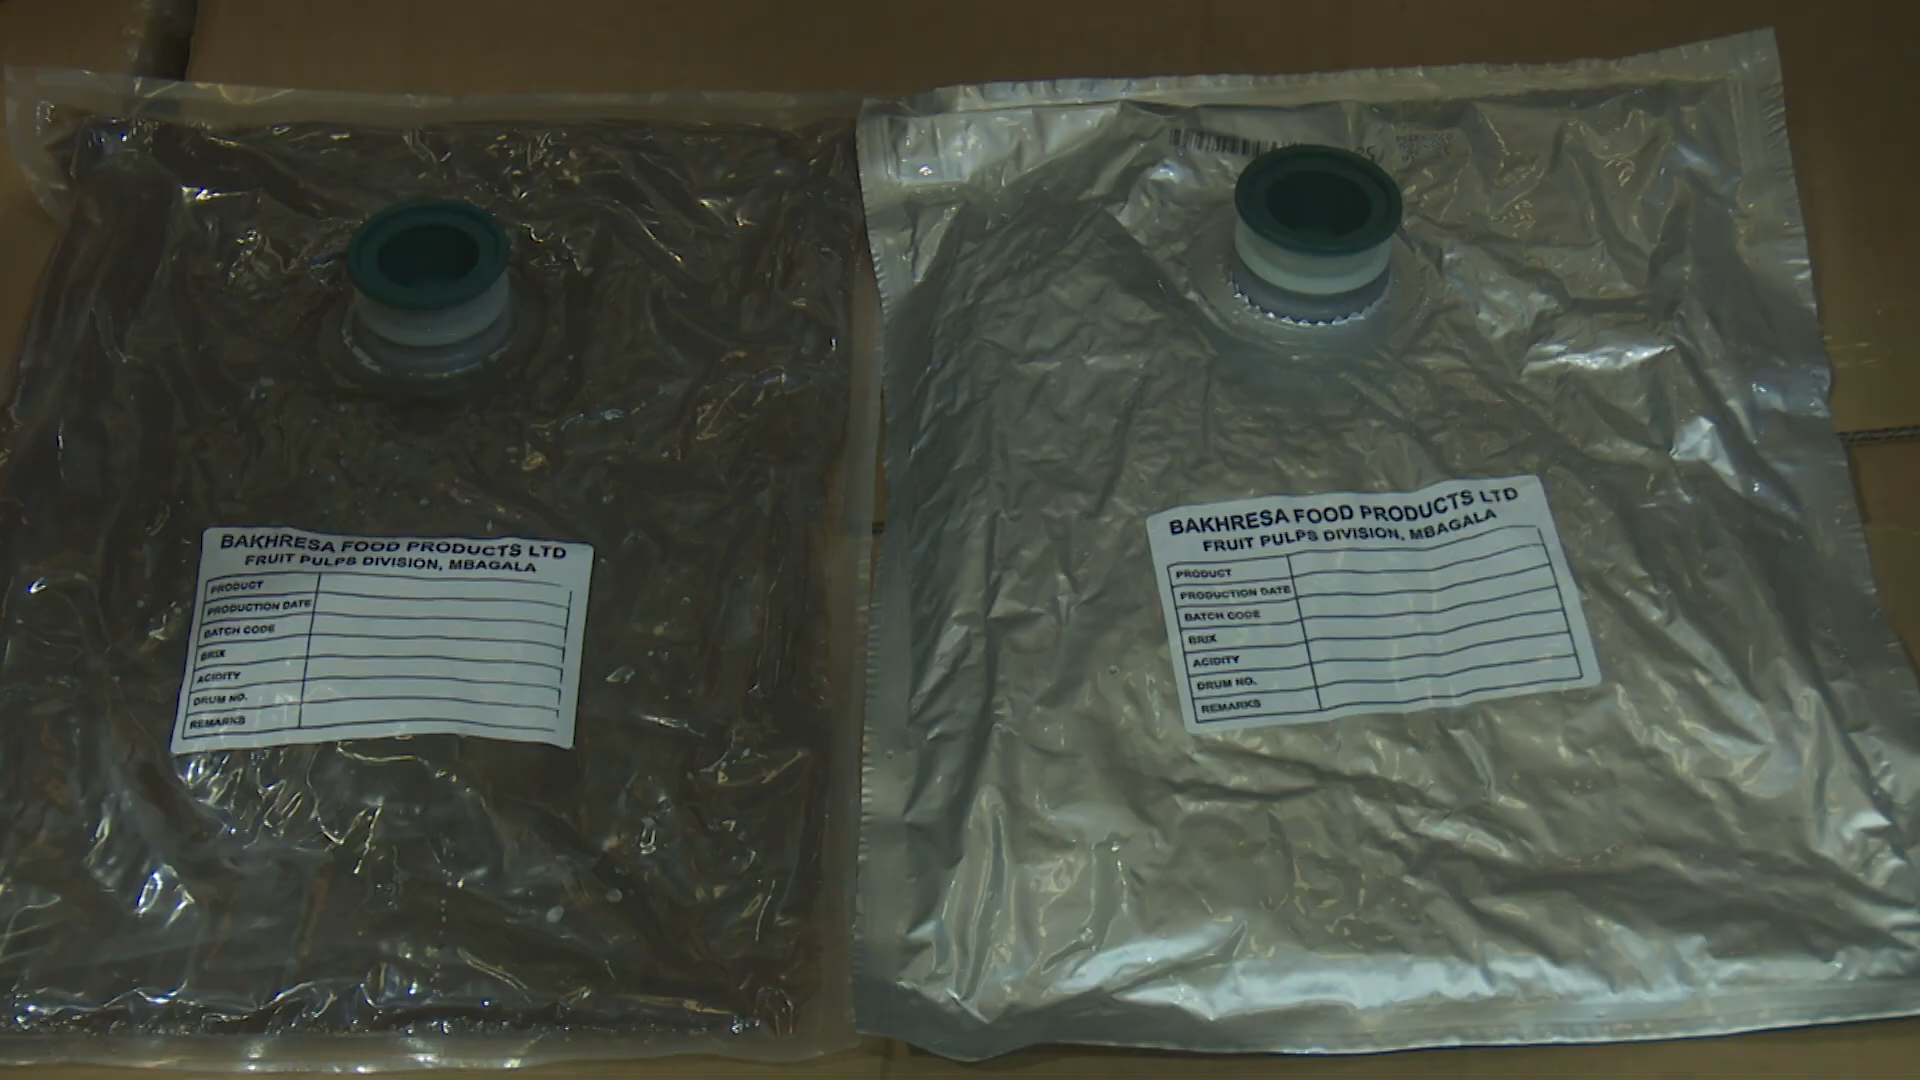 BAKHRESA FOOD PRODUCTS LTD
FRUIT PULPS DIVISION, MBAGALA
PRODUCT
PRODUCTION DATE
BATCH CODE
BRIX
ACIDITY
DRUM NO.
REMARKS
BAKHRESA FOOD PRODUCTS LTD
FRUIT PULPS DIVISION, MBAGALA
PRODUCT
PRODUCTION DATE
BATCH CODE
BRIX
ACIDITY
DRUM NO.
REMARKS